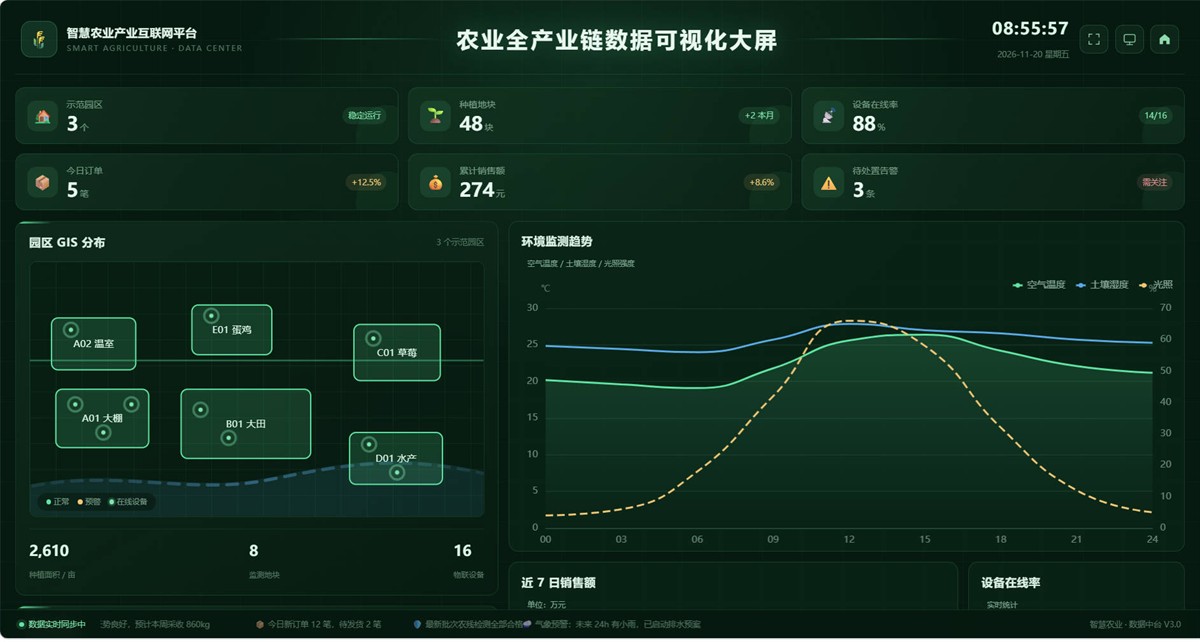 智慧农业产业互联网平台
SMART AGRICULTURE · DATA CENTER
农业全产业链数据可视化大屏
08:55:57
2026-11-20 星期五
示范园区
3 个
稳定运行
种植地块
48 块
+2 本月
设备在线率
88 %
14/16
今日订单
5 笔
+12.5%
累计销售额
274 元
+8.6%
待处置告警
3 条
需关注
园区 GIS 分布
3 个示范园区
A02 温室
E01 蛋鸡
C01 草莓
A01 大棚
B01 大田
D01 水产
正常 预警 在线设备
2,610
种植面积 / 亩
8
监测地块
16
物联设备
环境监测趋势
空气温度 / 土壤湿度 / 光照强度
空气温度 土壤湿度 光照
℃ %
30 70
25 60
20 50
15 40
10 30
5 20
0 10
0
00 03 06 09 12 15 18 21 24
近 7 日销售额
单位：万元
设备在线率
实时统计
数据实时同步中
势良好，预计本周采收 860kg
今日新订单 12 笔，待发货 2 笔
最新批次农残检测全部合格
气象预警：未来 24h 有小雨，已启动排水预案
智慧农业 · 数据中台 V3.0